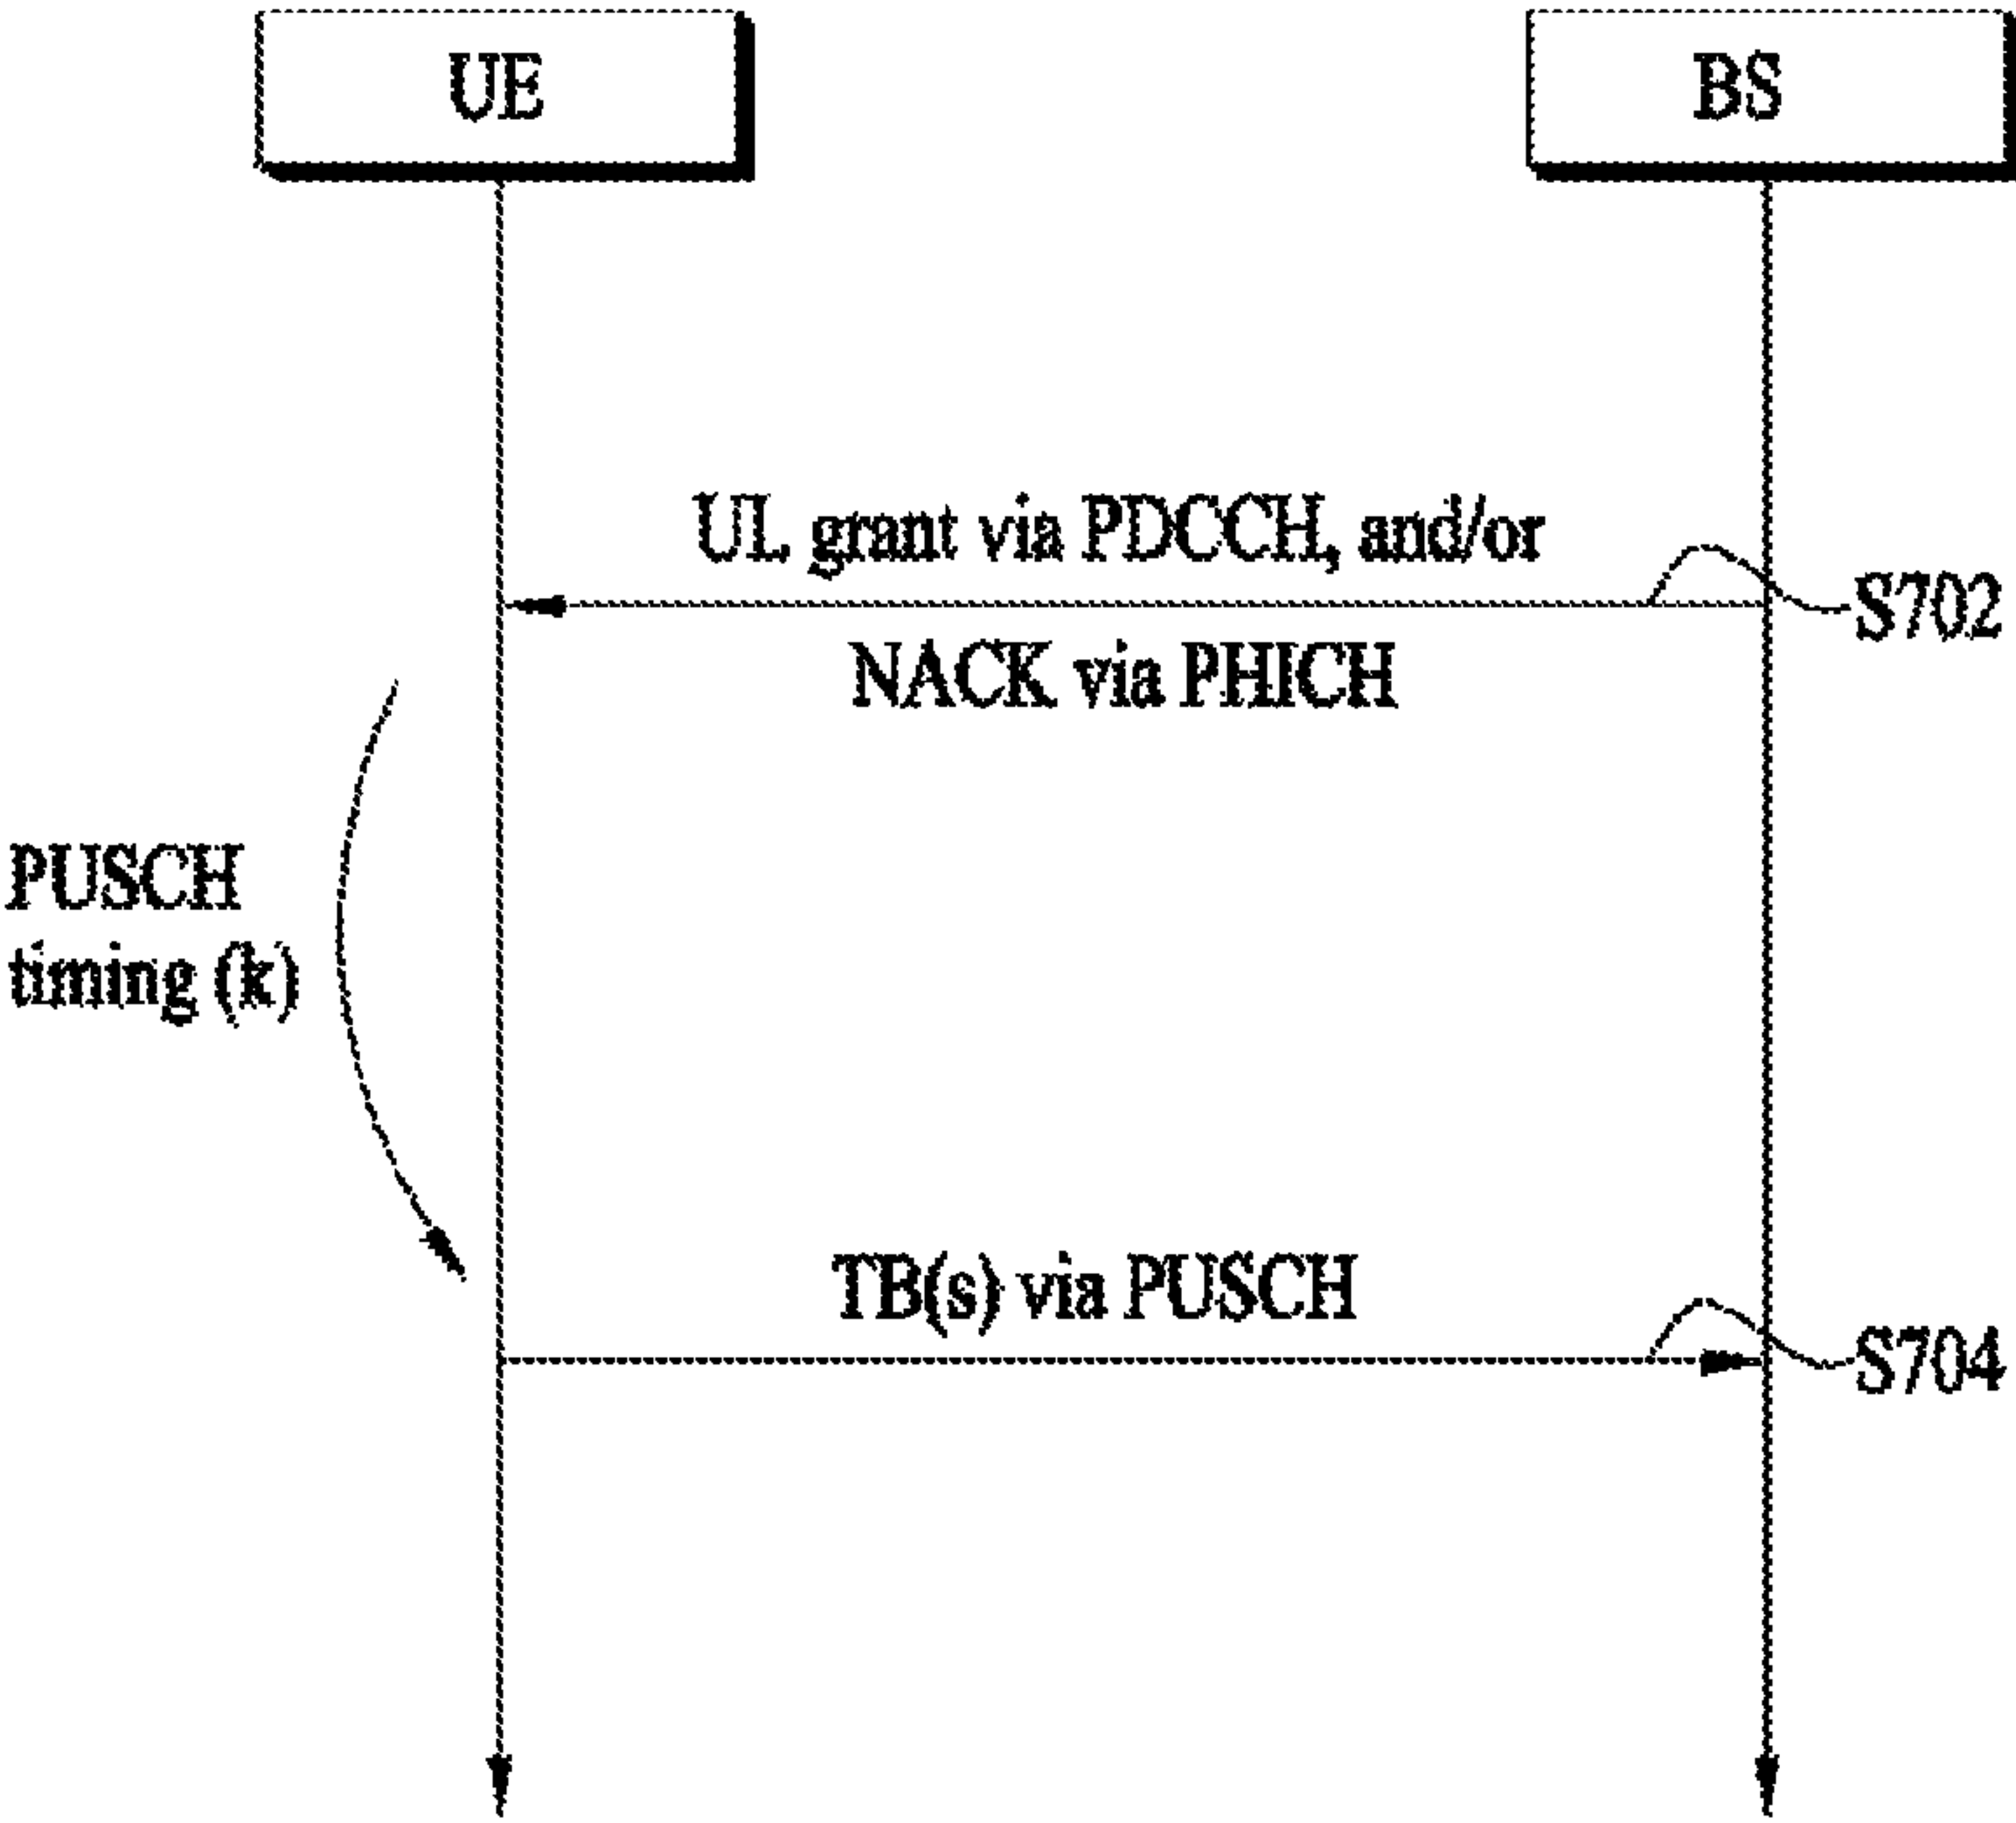 UE
BS
UL grant via PDCCH, and/or
S702
NACK via PHICH
PUSCH
timing (k)
TB(s) via PUSCH
S704